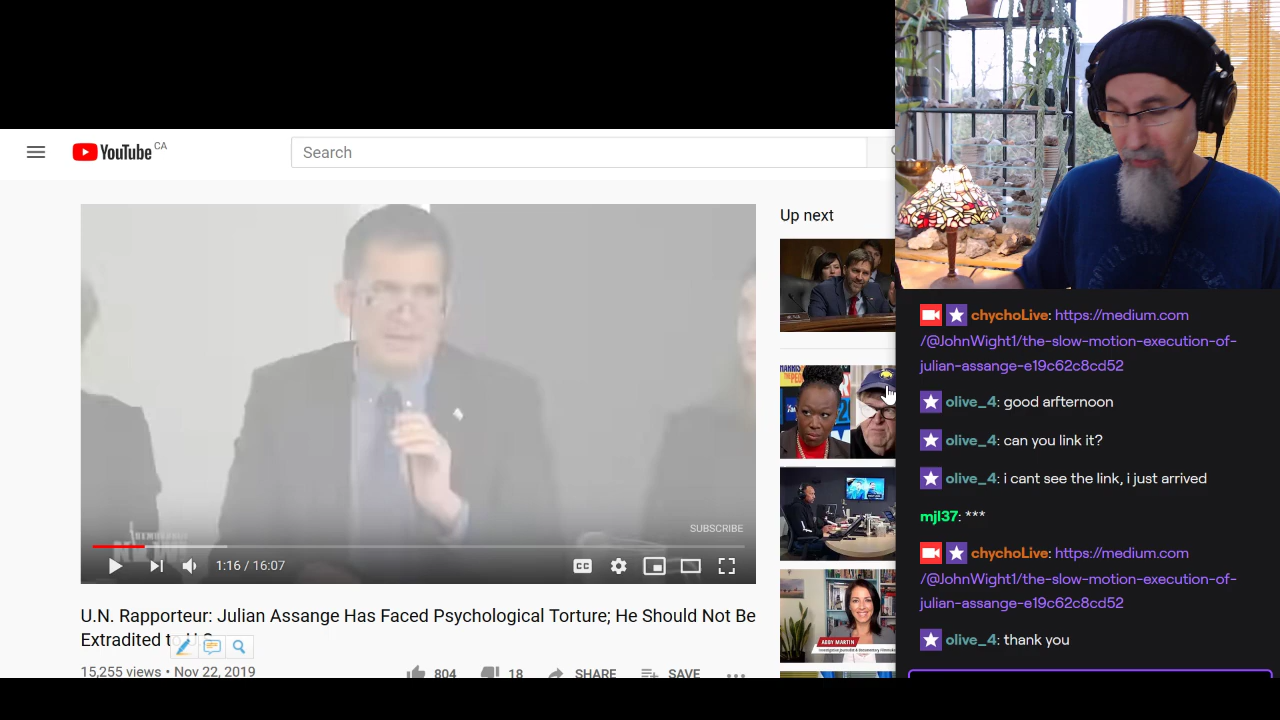 YouTube CA
Search
Up next
SUBSCRIBE
CC
1:16 / 16:07
U.N. Rapporteur: Julian Assange Has Faced Psychological Torture; He Should Not Be
Extradited
15,255 views • Nov 22, 2019
804
18
SHARE
SAVE
ABBY MARTIN
chychoLive: https://medium.com
/@JohnWight1/the-slow-motion-execution-of-
julian-assange-e19c62c8cd52
olive_4: good arfternoon
olive_4: can you link it?
olive_4: i cant see the link, i just arrived
mjl37: ***
chychoLive: https://medium.com
/@JohnWight1/the-slow-motion-execution-of-
julian-assange-e19c62c8cd52
olive_4: thank you